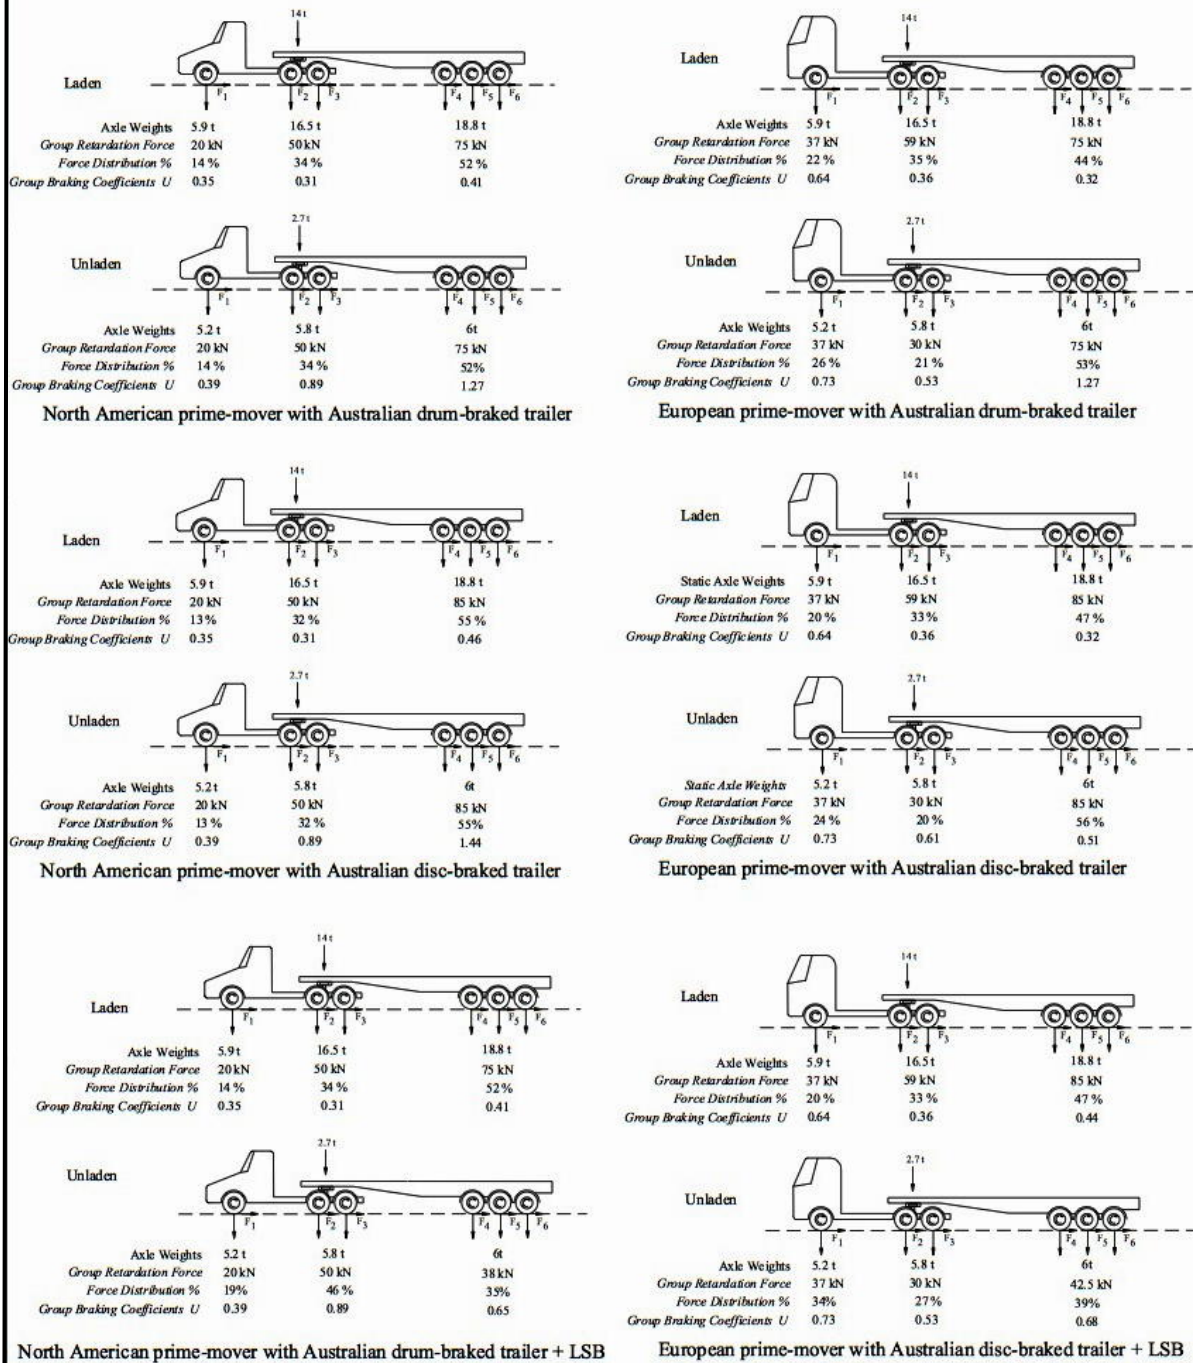 14 t
Laden
F1 F2 F3 F4 F5 F6
Axle Weights 5.9 t 16.5 t 18.8 t
Group Retardation Force 20 kN 50 kN 75 kN
Force Distribution % 14 % 34 % 52 %
Group Braking Coefficients U 0.35 0.31 0.41
2.7 t
Unladen
F1 F2 F3 F4 F5 F6
Axle Weights 5.2 t 5.8 t 6t
Group Retardation Force 20 kN 50 kN 75 kN
Force Distribution % 14 % 34 % 52%
Group Braking Coefficients U 0.39 0.89 1.27
North American prime-mover with Australian drum-braked trailer
14 t
Laden
F1 F2 F3 F4 F5 F6
Axle Weights 5.9 t 16.5 t 18.8 t
Group Retardation Force 37 kN 59 kN 75 kN
Force Distribution % 22 % 35 % 44 %
Group Braking Coefficients U 0.64 0.36 0.32
2.7 t
Unladen
F1 F2 F3 F4 F5 F6
Axle Weights 5.2 t 5.8 t 6t
Group Retardation Force 37 kN 30 kN 75 kN
Force Distribution % 26 % 21 % 53%
Group Braking Coefficients U 0.73 0.53 1.27
European prime-mover with Australian drum-braked trailer
14 t
Laden
F1 F2 F3 F4 F5 F6
Axle Weights 5.9 t 16.5 t 18.8 t
Group Retardation Force 20 kN 50 kN 85 kN
Force Distribution % 13 % 32 % 55 %
Group Braking Coefficients U 0.35 0.31 0.46
2.7 t
Unladen
F1 F2 F3 F4 F5 F6
Axle Weights 5.2 t 5.8 t 6t
Group Retardation Force 20 kN 50 kN 85 kN
Force Distribution % 13 % 32 % 55%
Group Braking Coefficients U 0.39 0.89 1.44
North American prime-mover with Australian disc-braked trailer
14 t
Laden
F1 F2 F3 F4 F5 F6
Static Axle Weights 5.9 t 16.5 t 18.8 t
Group Retardation Force 37 kN 59 kN 85 kN
Force Distribution % 20 % 33 % 47 %
Group Braking Coefficients U 0.64 0.36 0.32
2.7 t
Unladen
F1 F2 F3 F4 F5 F6
Static Axle Weights 5.2 t 5.8 t 6t
Group Retardation Force 37 kN 30 kN 85 kN
Force Distribution % 24 % 20 % 56 %
Group Braking Coefficients U 0.73 0.61 0.51
European prime-mover with Australian disc-braked trailer
14 t
Laden
F1 F2 F3 F4 F5 F6
Axle Weights 5.9 t 16.5 t 18.8 t
Group Retardation Force 20 kN 50 kN 75 kN
Force Distribution % 14 % 34 % 52 %
Group Braking Coefficients U 0.35 0.31 0.41
2.7 t
Unladen
F1 F2 F3 F4 F5 F6
Axle Weights 5.2 t 5.8 t 6t
Group Retardation Force 20 kN 50 kN 38 kN
Force Distribution % 19% 46 % 35%
Group Braking Coefficients U 0.39 0.89 0.65
North American prime-mover with Australian drum-braked trailer + LSB
14 t
Laden
F1 F2 F3 F4 F5 F6
Axle Weights 5.9 t 16.5 t 18.8 t
Group Retardation Force 37 kN 59 kN 85 kN
Force Distribution % 20 % 33 % 47 %
Group Braking Coefficients U 0.64 0.36 0.44
2.7 t
Unladen
F1 F2 F3 F4 F5 F6
Axle Weights 5.2 t 5.8 t 6t
Group Retardation Force 37 kN 30 kN 42.5 kN
Force Distribution % 34% 27 % 39%
Group Braking Coefficients U 0.73 0.53 0.68
European prime-mover with Australian disc-braked trailer + LSB